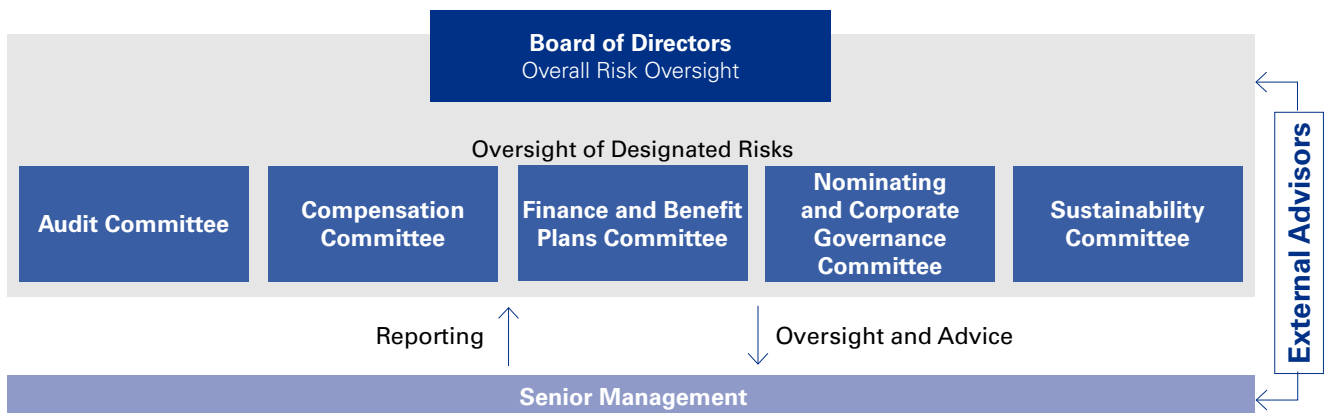 Board of Directors
Overall Risk Oversight
Oversight of Designated Risks
Audit Committee
Compensation
Committee
Finance and Benefit
Plans Committee
Nominating
and Corporate
Governance
Committee
Sustainability
Committee
External Advisors
Reporting
Oversight and Advice
Senior Management